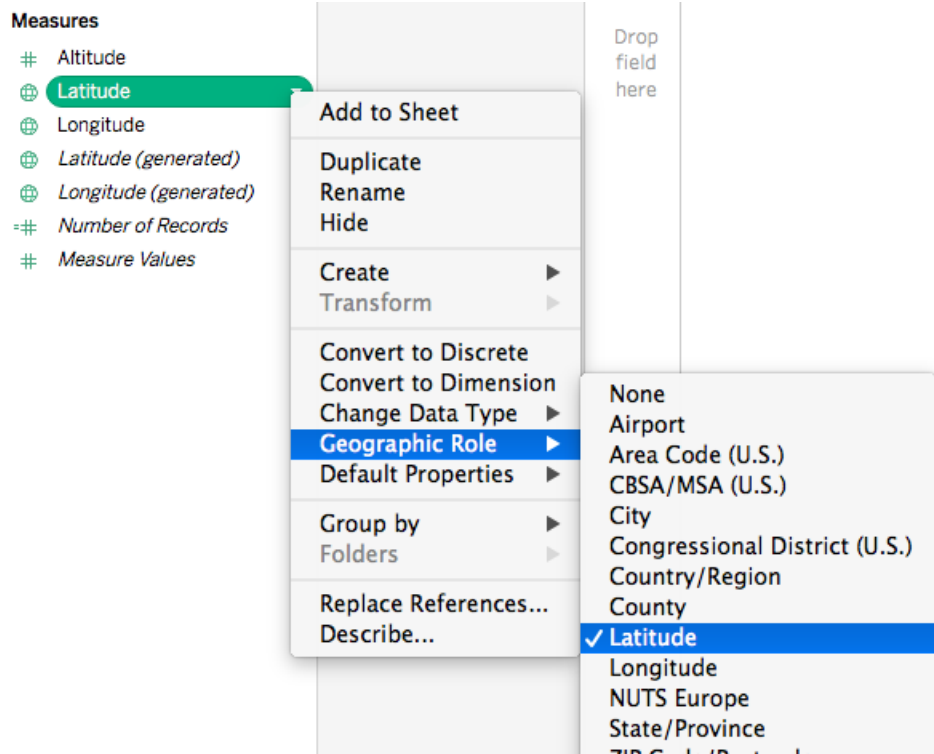 Measures
Altitude
Latitude
Longitude
Latitude (generated)
Longitude (generated)
Number of Records
Measure Values
Drop
field
here
Add to Sheet
Duplicate
Rename
Hide
Create
Transform
Convert to Discrete
Convert to Dimension
Change Data Type
Geographic Role
Default Properties
Group by
Folders
Replace References...
Describe...
None
Airport
Area Code (U.S.)
CBSA/MSA (U.S.)
City
Congressional District (U.S.)
Country/Region
County
✓ Latitude
Longitude
NUTS Europe
State/Province